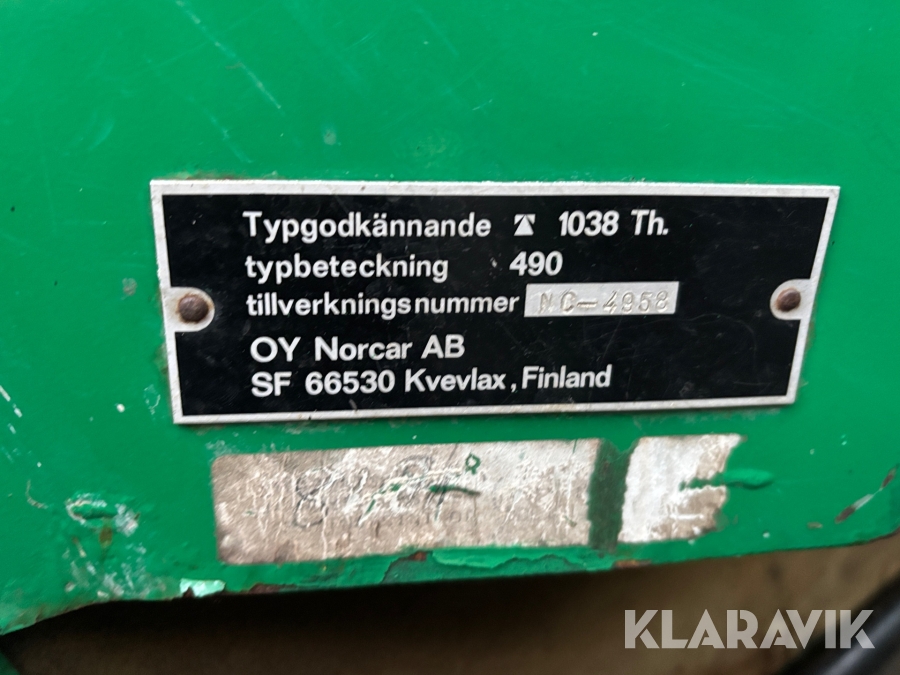 Typgodkännande T 1038 Th.
typbeteckning 490
tillverkningsnummer NC-4958
OY Norcar AB
SF 66530 Kvevlax, Finland
KLARAVIK